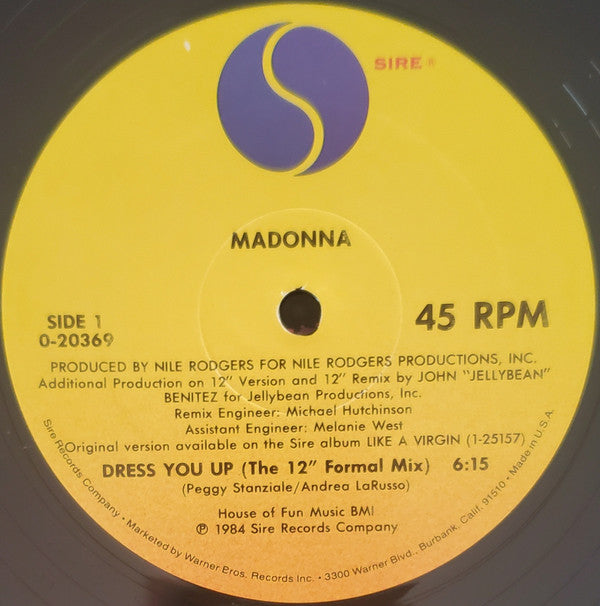 SIRE ®
MADONNA
SIDE 1
0-20369
45 RPM
PRODUCED BY NILE RODGERS FOR NILE RODGERS PRODUCTIONS, INC.
Additional Production on 12" Version and 12" Remix by JOHN "JELLYBEAN"
BENITEZ for Jellybean Productions, Inc.
Remix Engineer: Michael Hutchinson
Assistant Engineer: Melanie West
Original version available on the Sire album LIKE A VIRGIN (1-25157)
DRESS YOU UP (The 12" Formal Mix) 6:15
(Peggy Stanziale/Andrea LaRusso)
House of Fun Music BMI
℗ 1984 Sire Records Company
Sire Records Company • Marketed by Warner Bros. Records Inc. • 3300 Warner Blvd., Burbank, Calif. 91510 • Made in U.S.A.